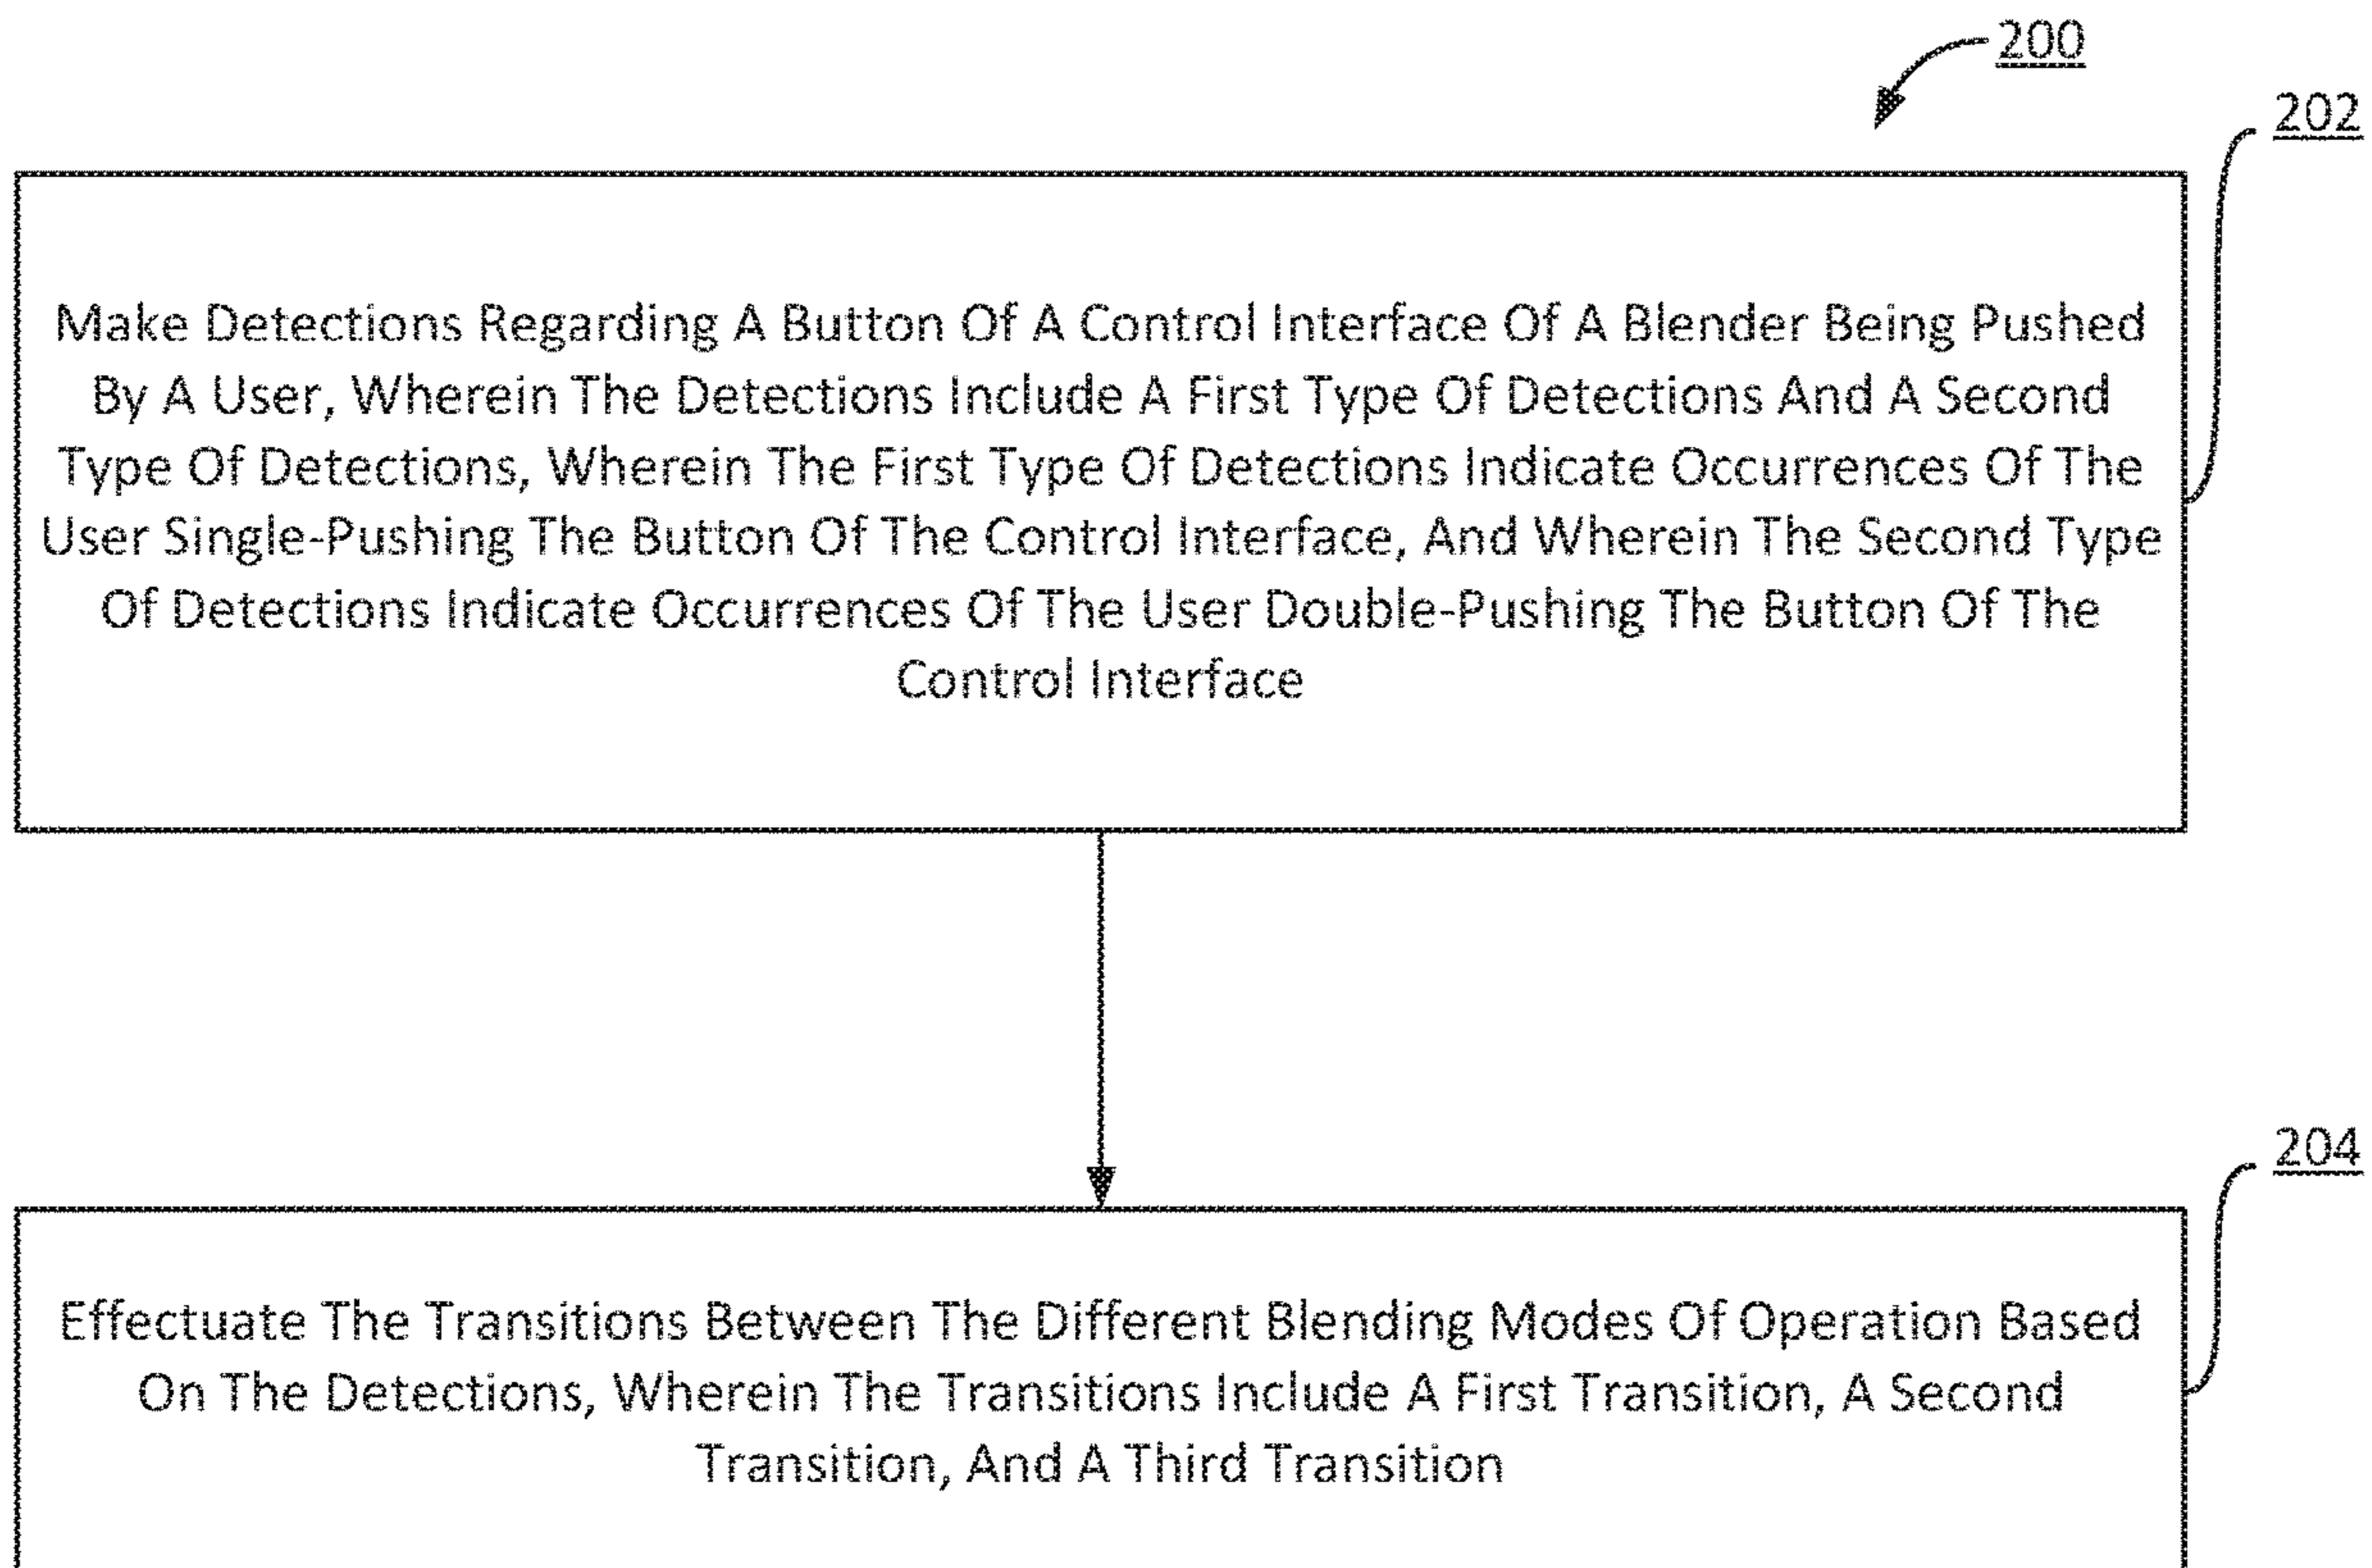 200
202
Make Detections Regarding A Button Of A Control Interface Of A Blender Being Pushed
By A User, Wherein The Detections Include A First Type Of Detections And A Second
Type Of Detections, Wherein The First Type Of Detections Indicate Occurrences Of The
User Single-Pushing The Button Of The Control Interface, And Wherein The Second Type
Of Detections Indicate Occurrences Of The User Double-Pushing The Button Of The
Control Interface
204
Effectuate The Transitions Between The Different Blending Modes Of Operation Based
On The Detections, Wherein The Transitions Include A First Transition, A Second
Transition, And A Third Transition